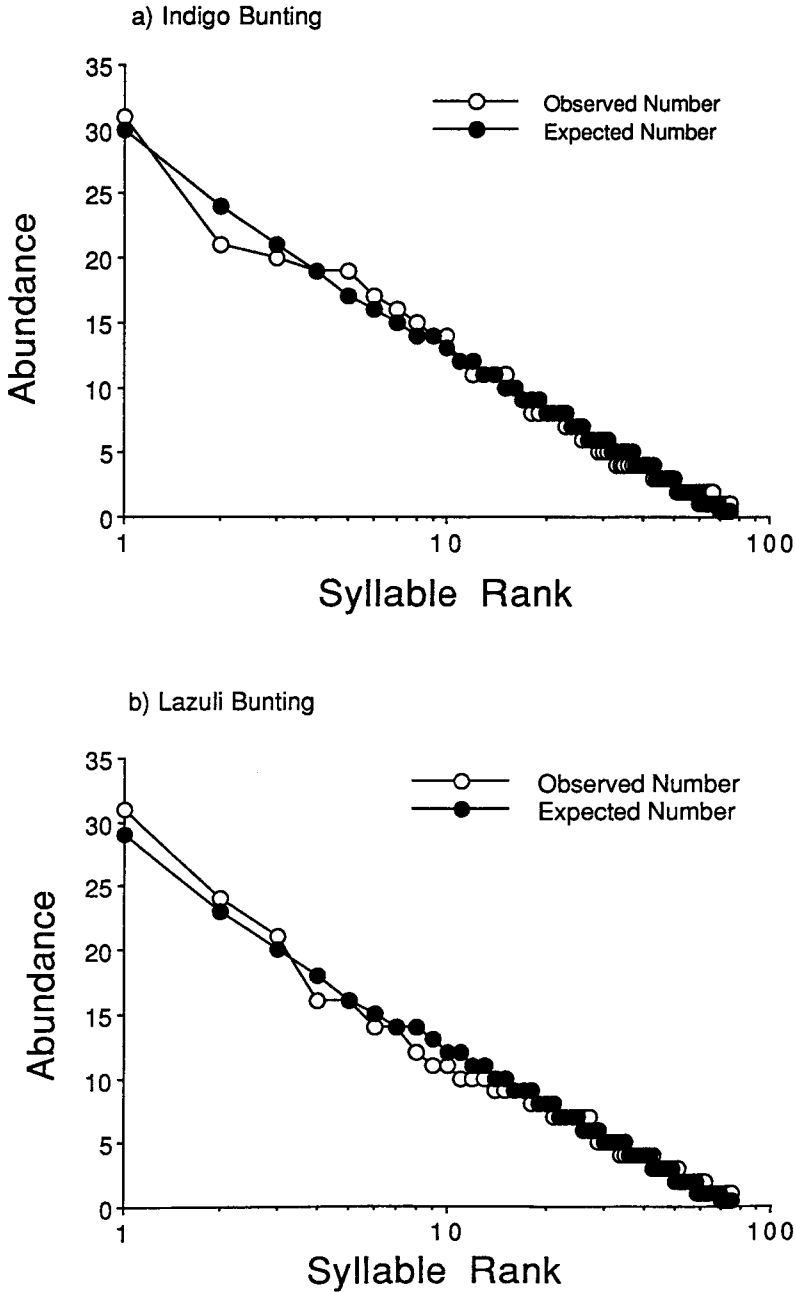 a) Indigo Bunting
35
30
25
20
15
10
5
0
Abundance
Observed Number
Expected Number
1 10 100
Syllable Rank
b) Lazuli Bunting
35
30
25
20
15
10
5
0
Abundance
Observed Number
Expected Number
1 10 100
Syllable Rank